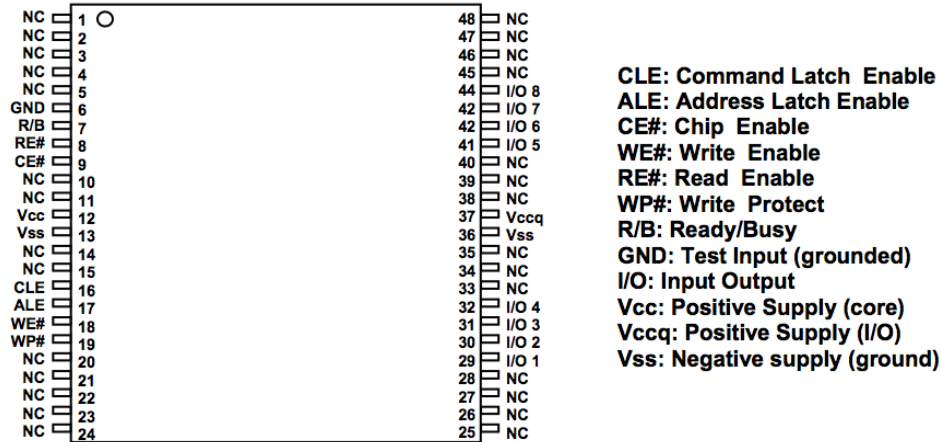 NC 1 48 NC
NC 2 47 NC
NC 3 46 NC
NC 4 45 NC
NC 5 44 I/O 8
GND 6 42 I/O 7
R/B 7 42 I/O 6
RE# 8 41 I/O 5
CE# 9 40 NC
NC 10 39 NC
NC 11 38 NC
Vcc 12 37 Vccq
Vss 13 36 Vss
NC 14 35 NC
NC 15 34 NC
CLE 16 33 NC
ALE 17 32 I/O 4
WE# 18 31 I/O 3
WP# 19 30 I/O 2
NC 20 29 I/O 1
NC 21 28 NC
NC 22 27 NC
NC 23 26 NC
NC 24 25 NC
CLE: Command Latch Enable
ALE: Address Latch Enable
CE#: Chip Enable
WE#: Write Enable
RE#: Read Enable
WP#: Write Protect
R/B: Ready/Busy
GND: Test Input (grounded)
I/O: Input Output
Vcc: Positive Supply (core)
Vccq: Positive Supply (I/O)
Vss: Negative supply (ground)